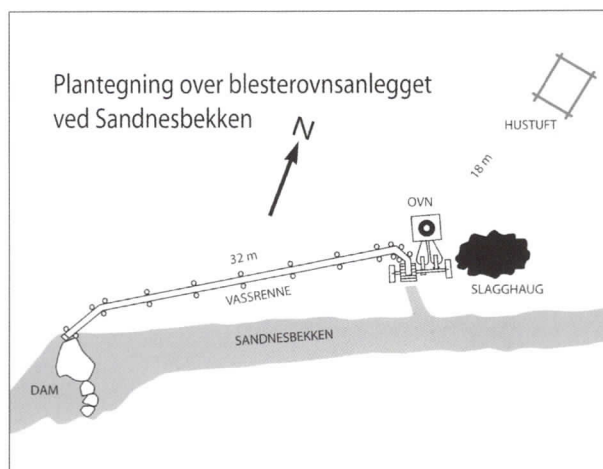 Plantegning over blesterovnsanlegget
ved Sandnesbekken
N
HUSTUFT
18 m
OVN
32 m
VASSRENNE
SLAGGHAUG
SANDNESBEKKEN
DAM